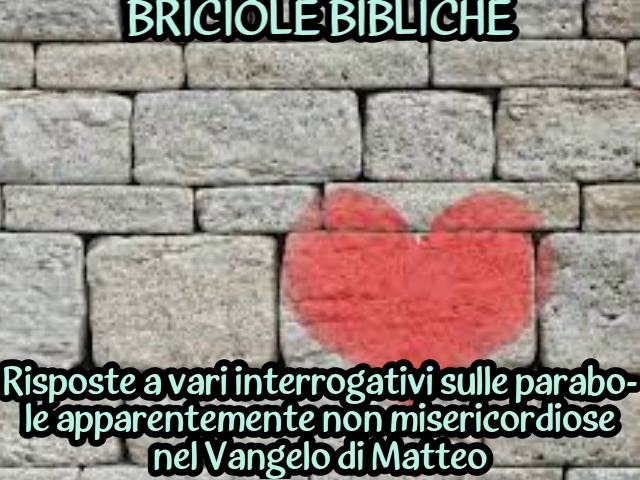 BRICIOLE BIBLICHE
Risposte a vari interrogativi sulle parabo-
le apparentemente non misericordiose
nel Vangelo di Matteo